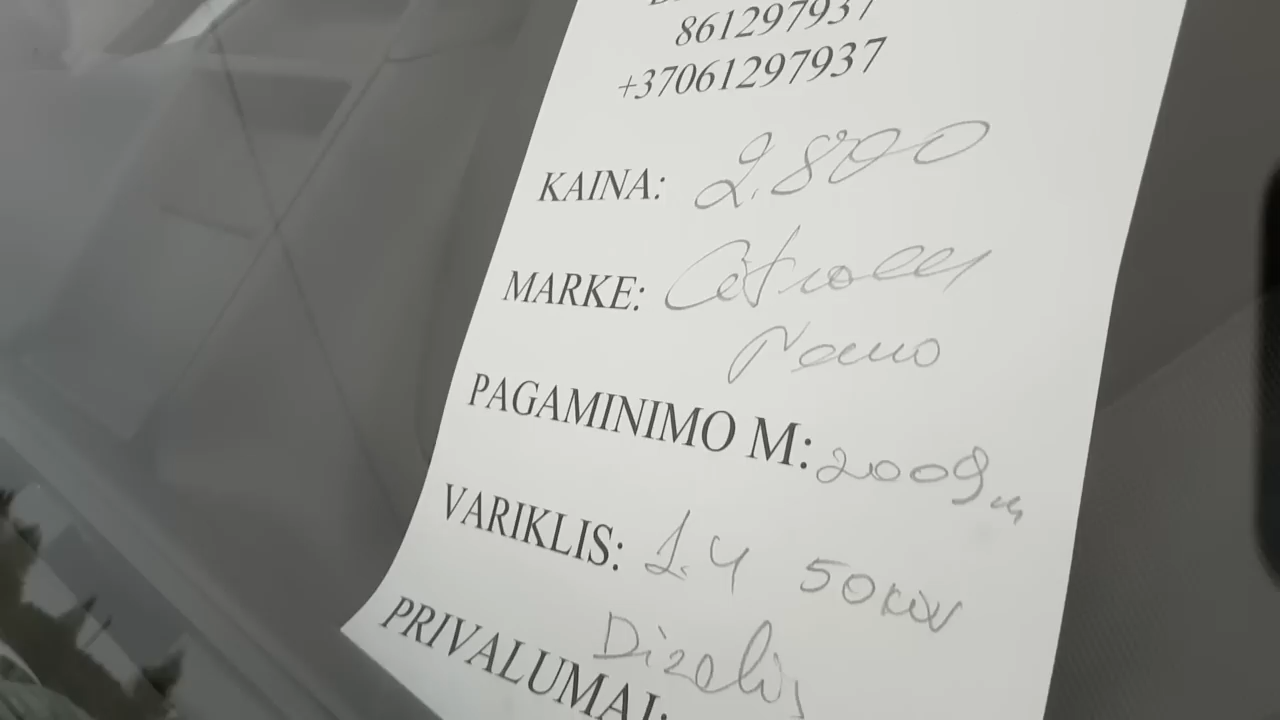 861297937
+37061297937
KAINA: 2.800
MARKE: Citroen
Nemo
PAGAMINIMO M: 2009 m
VARIKLIS: 1.4 50kW
Dizelis
PRIVALUMAI: